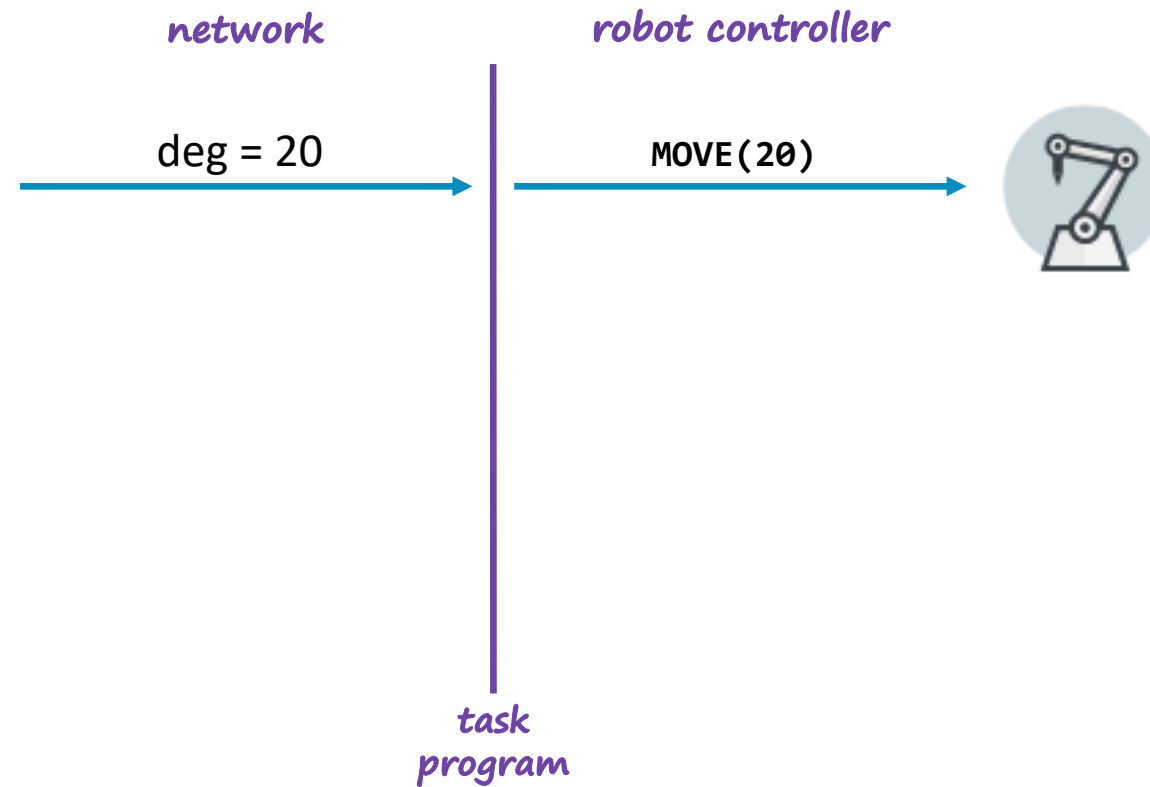 network
robot controller
deg = 20
MOVE(20)
task
program